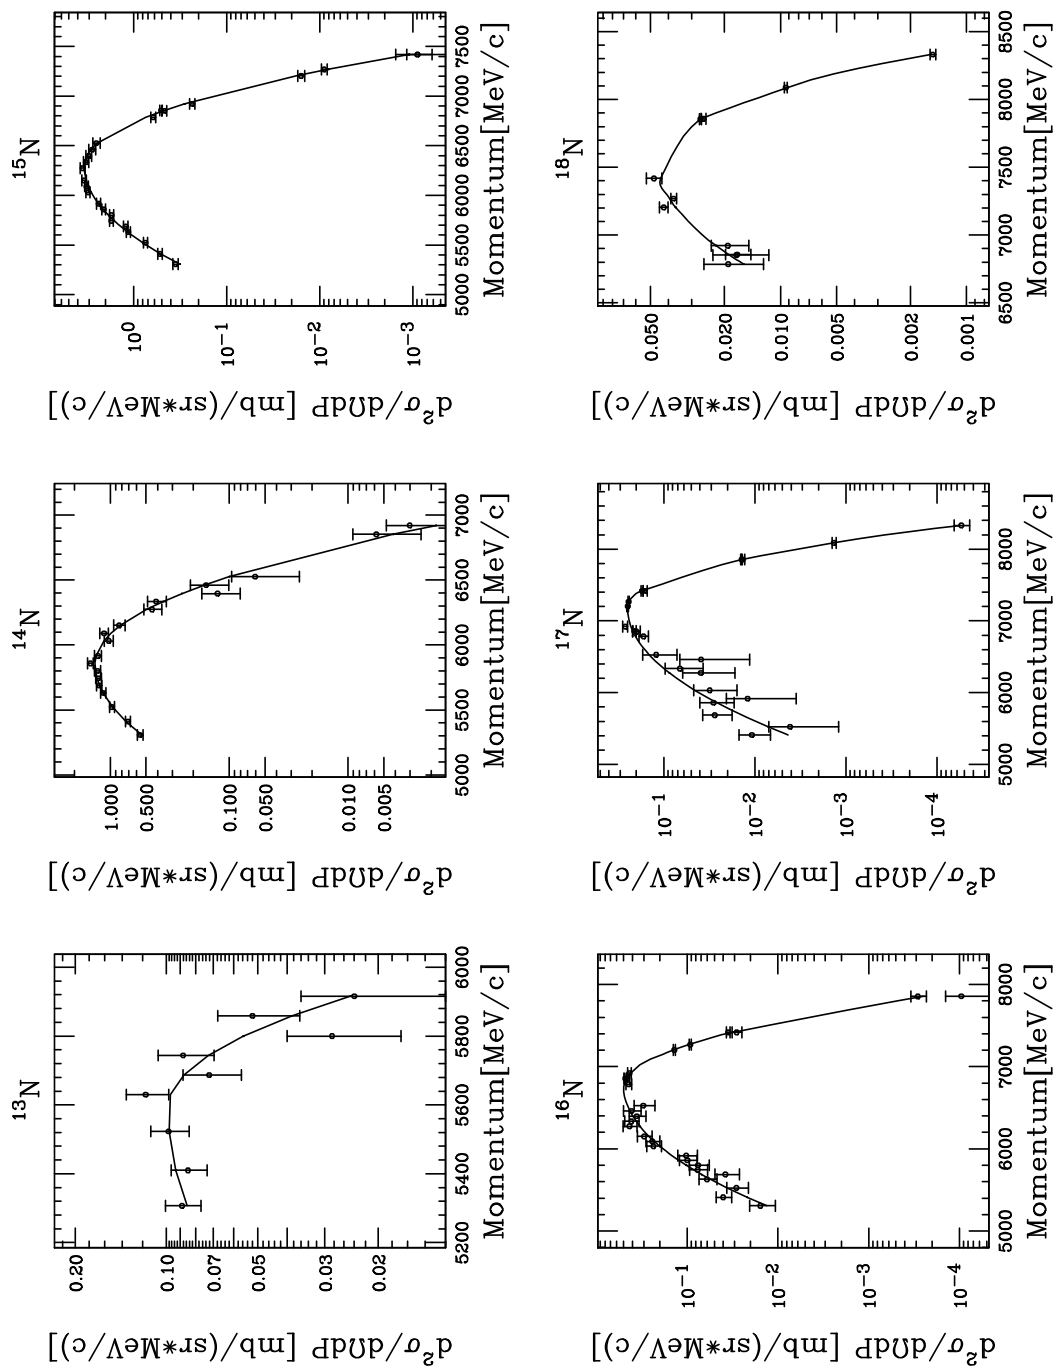 ¹³N
d²σ/dΩdP [mb/(sr*MeV/c)]
0.20
0.10
0.07
0.05
0.02
5200 5400 5600 5800 6000
Momentum[MeV/c]
¹⁴N
d²σ/dΩdP [mb/(sr*MeV/c)]
1.000
0.500
0.100
0.050
0.010
0.005
5000 5500 6000 6500 7000
Momentum[MeV/c]
¹⁵N
d²σ/dΩdP [mb/(sr*MeV/c)]
10⁰
10⁻¹
10⁻²
10⁻³
5000 5500 6000 6500 7000 7500
Momentum[MeV/c]
¹⁶N
d²σ/dΩdP [mb/(sr*MeV/c)]
10⁻¹
10⁻²
10⁻³
10⁻⁴
5000 6000 7000 8000
Momentum[MeV/c]
¹⁷N
d²σ/dΩdP [mb/(sr*MeV/c)]
10⁻¹
10⁻²
10⁻³
10⁻⁴
5000 6000 7000 8000
Momentum[MeV/c]
¹⁸N
d²σ/dΩdP [mb/(sr*MeV/c)]
0.050
0.020
0.010
0.002
0.001
6500 7000 7500 8000 8500
Momentum[MeV/c]